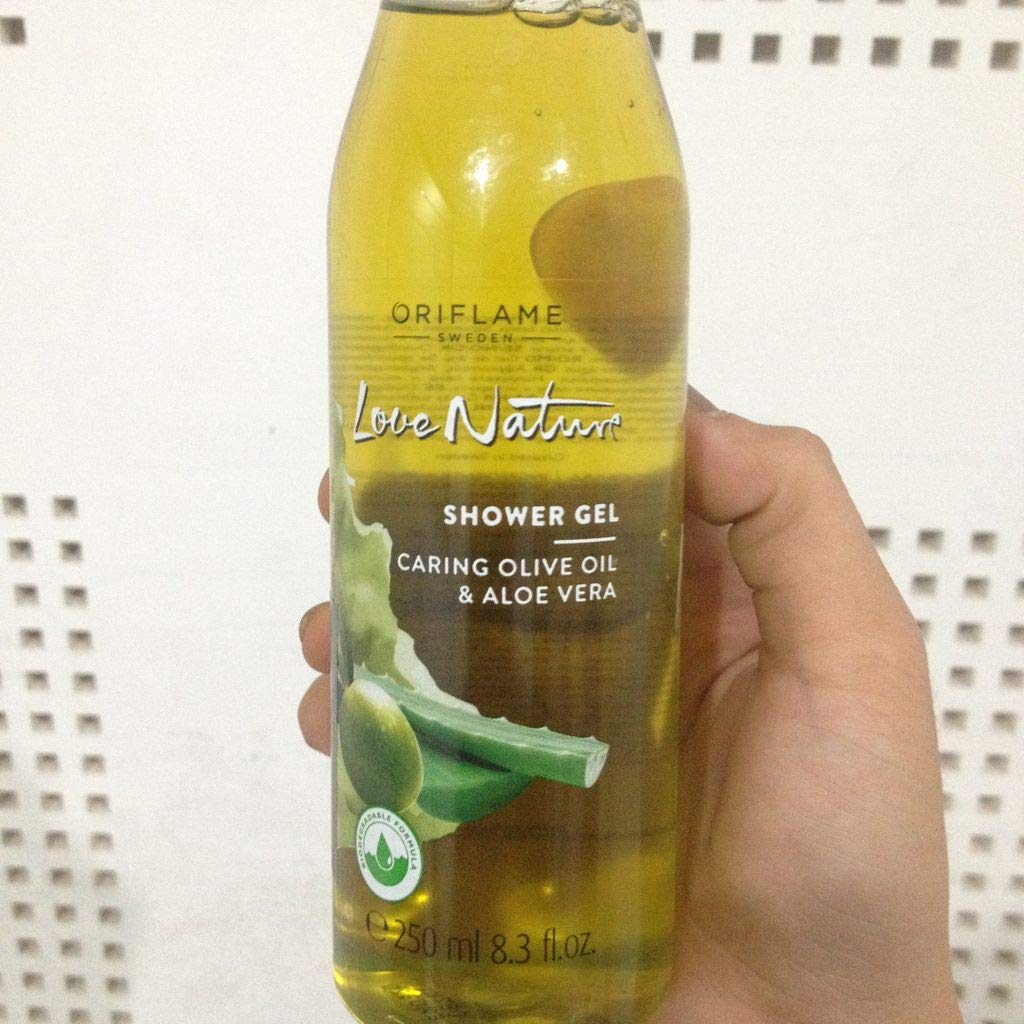 ORIFLAME
SWEDEN
Love Nature
SHOWER GEL
CARING OLIVE OIL
& ALOE VERA
BIODEGRADABLE FORMULA
℮ 250 ml 8.3 fl.oz.